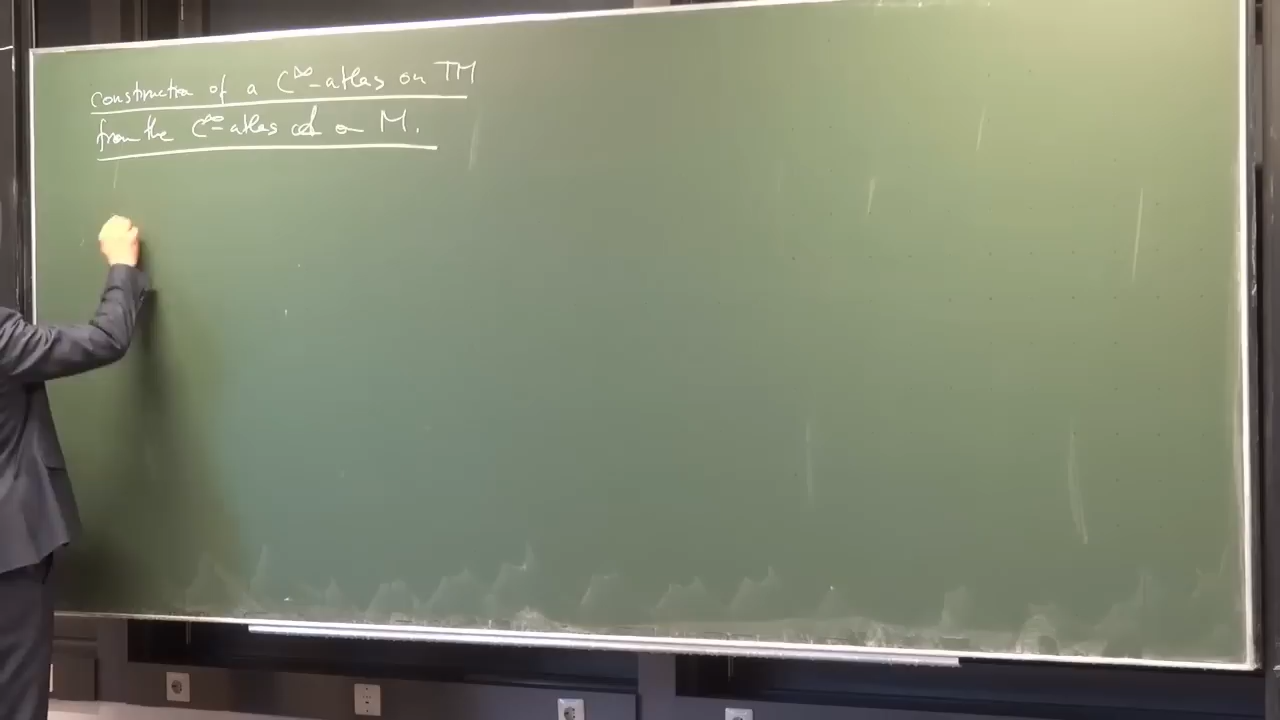 construction of a C^∞-atlas on TM
from the C^∞-atlas 𝒜 on M.